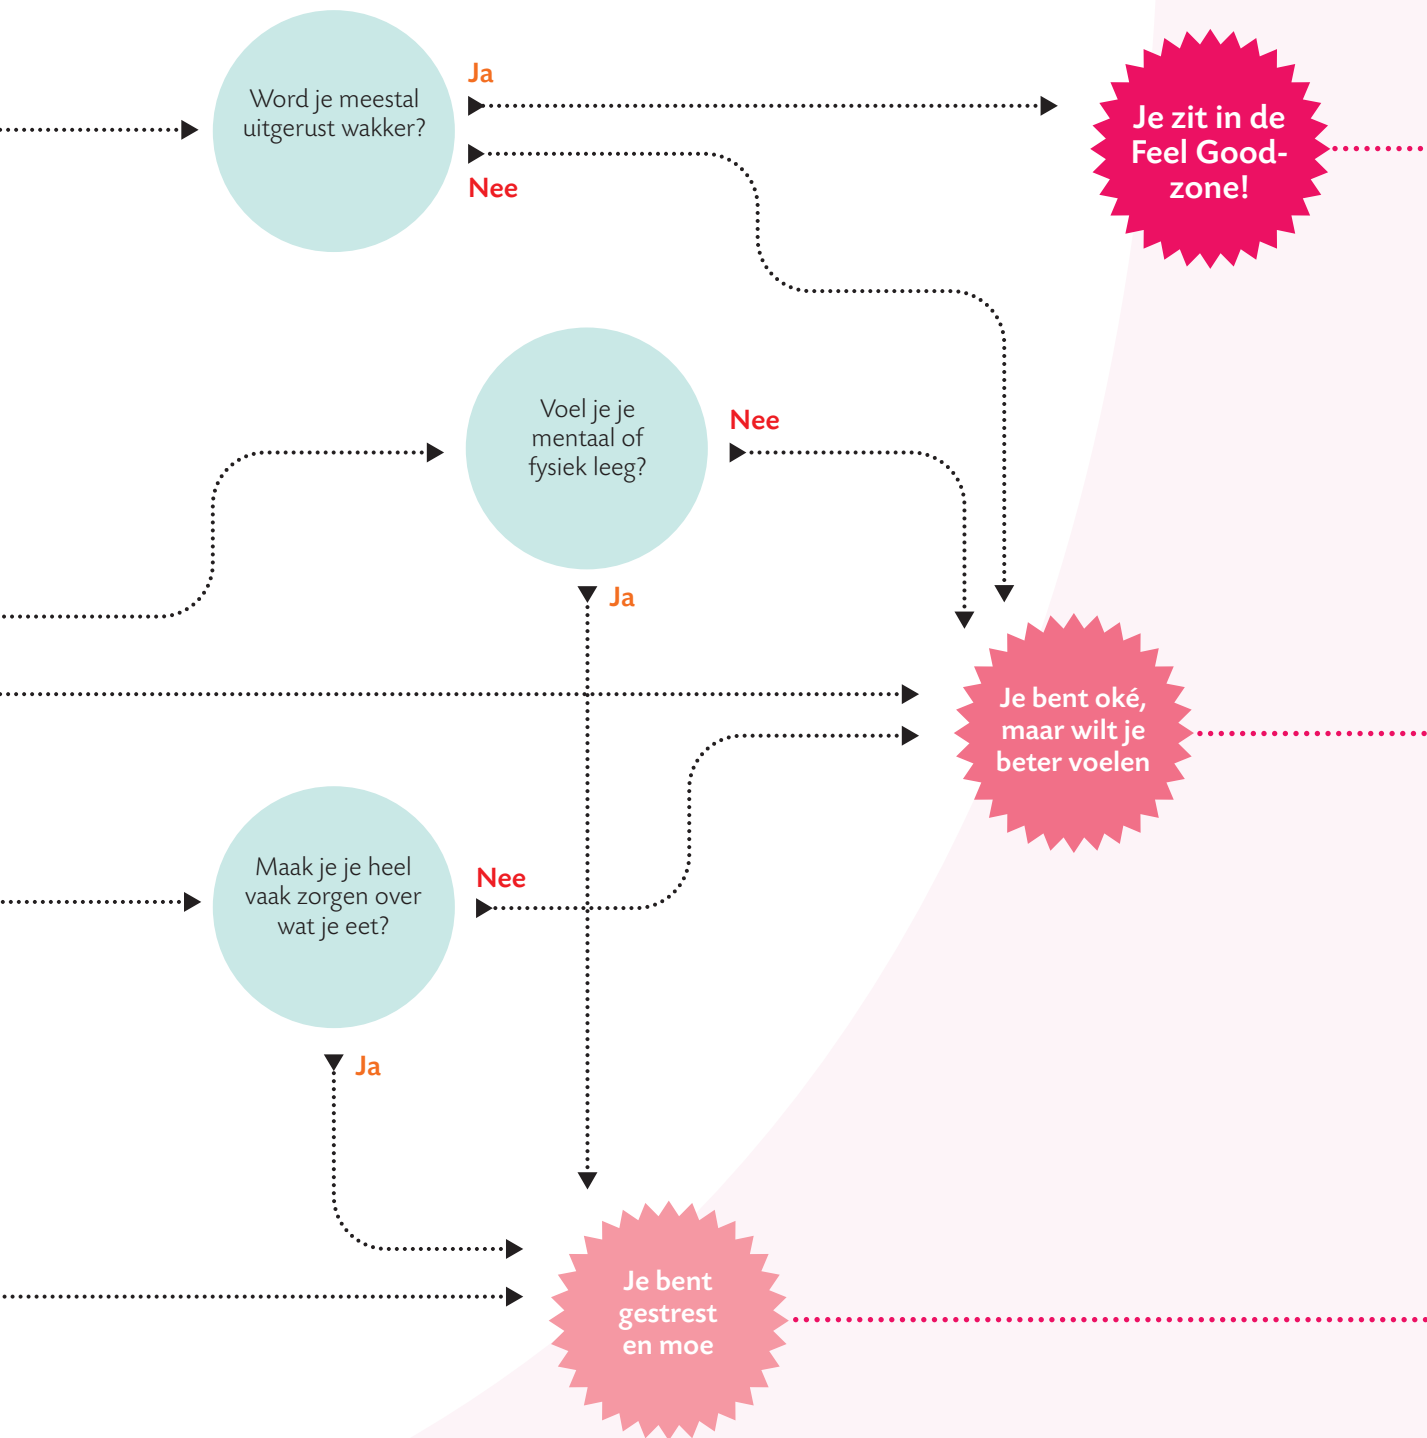 Word je meestal
uitgerust wakker?
Ja
Nee
Je zit in de
Feel Good-
zone!
Voel je je
mentaal of
fysiek leeg?
Nee
Ja
Je bent oké,
maar wilt je
beter voelen
Maak je je heel
vaak zorgen over
wat je eet?
Nee
Ja
Je bent
gestrest
en moe